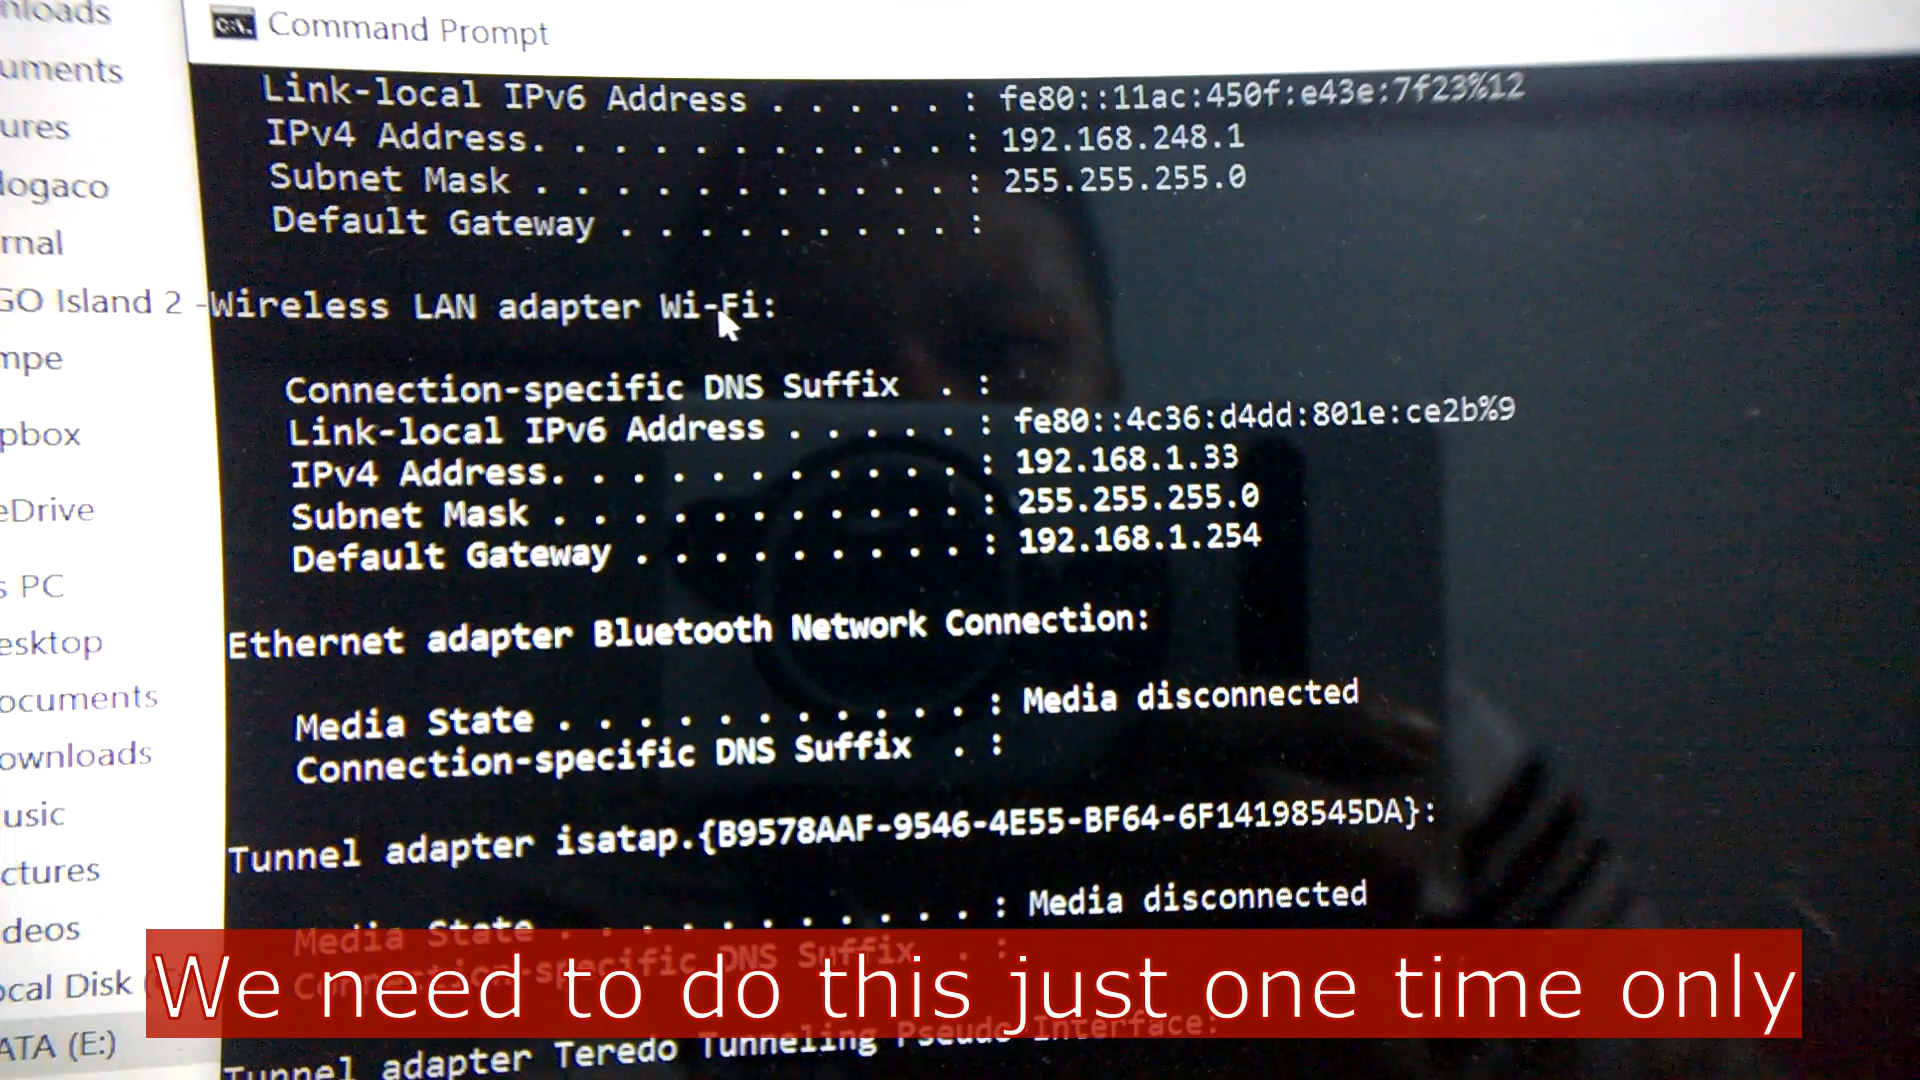 Command Prompt
Link-local IPv6 Address . . . . . : fe80::11ac:450f:e43e:7f23%12
IPv4 Address. . . . . . . . . . . : 192.168.248.1
Subnet Mask . . . . . . . . . . . : 255.255.255.0
Default Gateway . . . . . . . . . :
Wireless LAN adapter Wi-Fi:
Connection-specific DNS Suffix . :
Link-local IPv6 Address . . . . . : fe80::4c36:d4dd:801e:ce2b%9
IPv4 Address. . . . . . . . . . . : 192.168.1.33
Subnet Mask . . . . . . . . . . . : 255.255.255.0
Default Gateway . . . . . . . . . : 192.168.1.254
Ethernet adapter Bluetooth Network Connection:
Media State . . . . . . . . . . . : Media disconnected
Connection-specific DNS Suffix . :
Tunnel adapter isatap.{B9578AAF-9546-4E55-BF64-6F14198545DA}:
Media State . . . . . . . . . . . : Media disconnected
Connection-specific DNS Suffix . :
Tunnel adapter Teredo Tunneling Pseudo-Interface:
nloads
uments
ures
logaco
rnal
GO Island 2 -
mpe
pbox
eDrive
s PC
esktop
ocuments
ownloads
usic
ctures
ideos
ocal Disk (
ATA (E:)
We need to do this just one time only